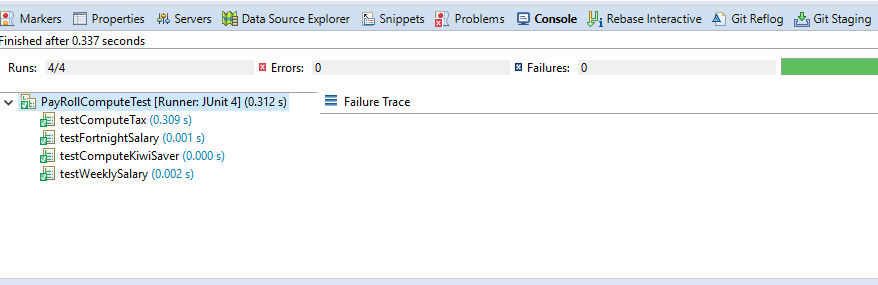 Markers Properties Servers Data Source Explorer Snippets Problems Console Rebase Interactive Git Reflog Git Staging
Finished after 0.337 seconds
Runs: 4/4 Errors: 0 Failures: 0
PayRollComputeTest [Runner: JUnit 4] (0.312 s)
Failure Trace
testComputeTax (0.309 s)
testFortnightSalary (0.001 s)
testComputeKiwiSaver (0.000 s)
testWeeklySalary (0.002 s)